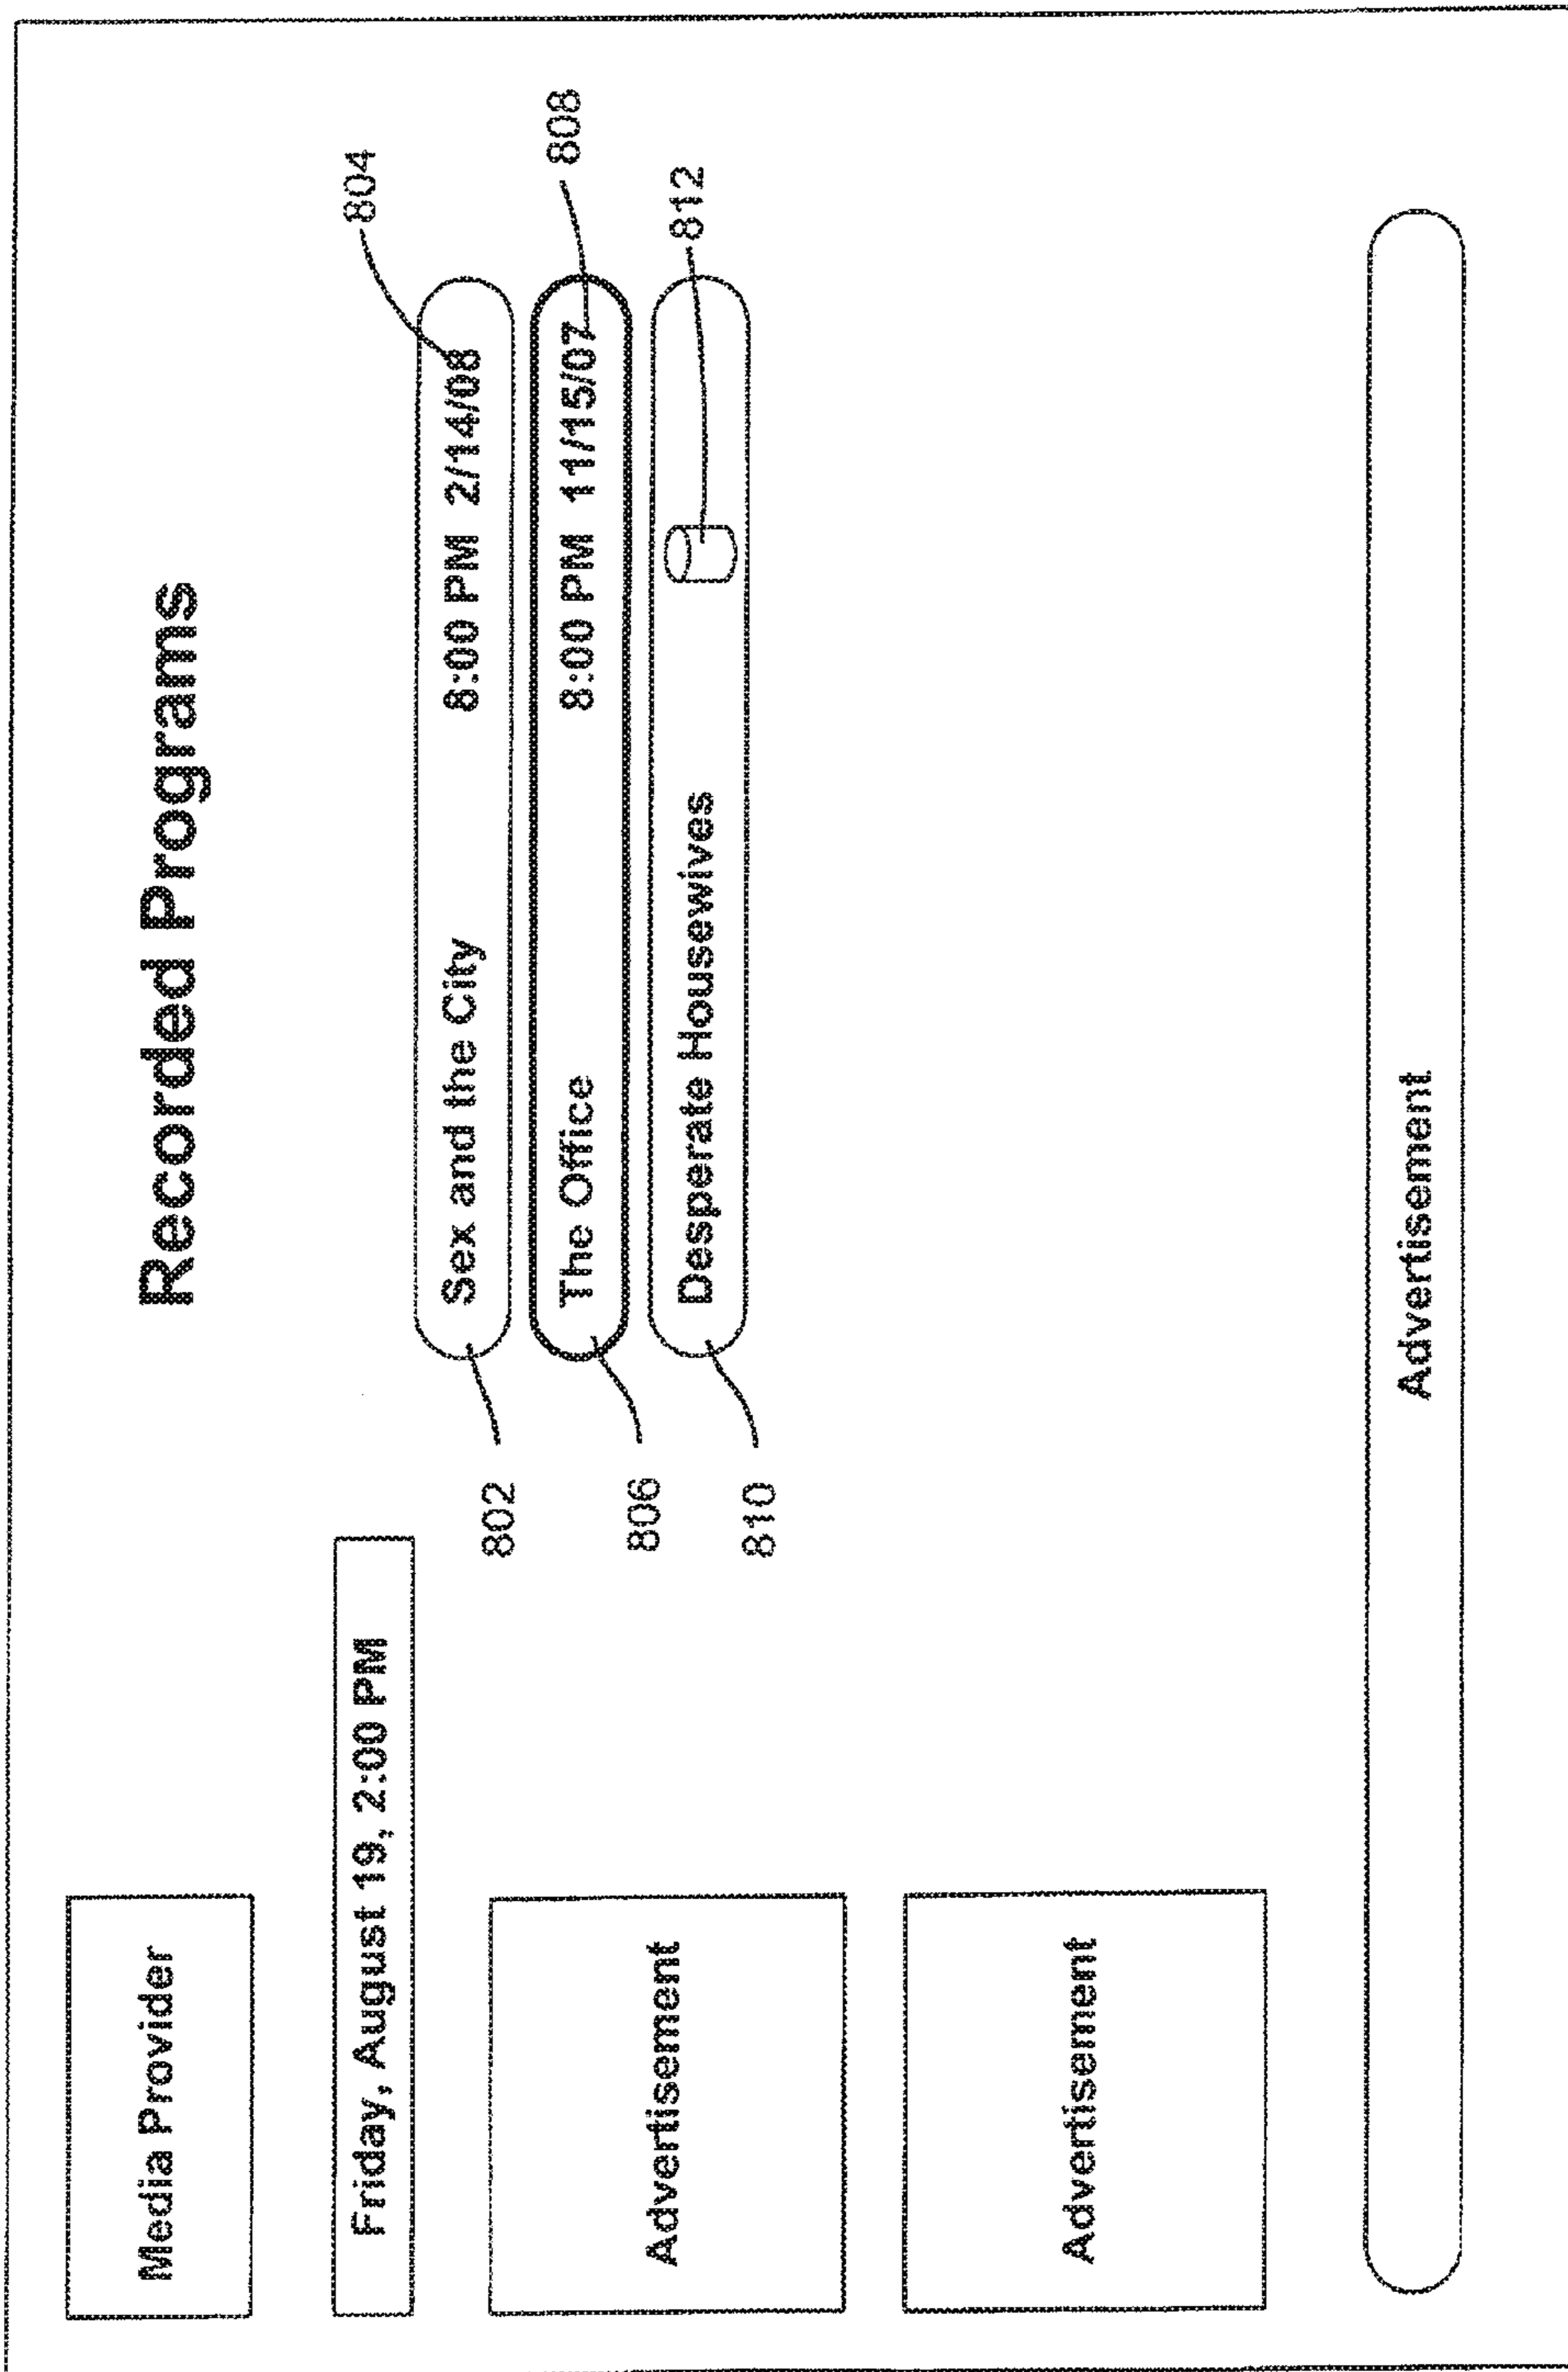 Media Provider
Recorded Programs
Friday, August 19, 2:00 PM
804
Sex and the City 8:00 PM 2/14/08
802
808
The Office 8:00 PM 11/15/07
806
812
Desperate Housewives
810
Advertisement
Advertisement
Advertisement